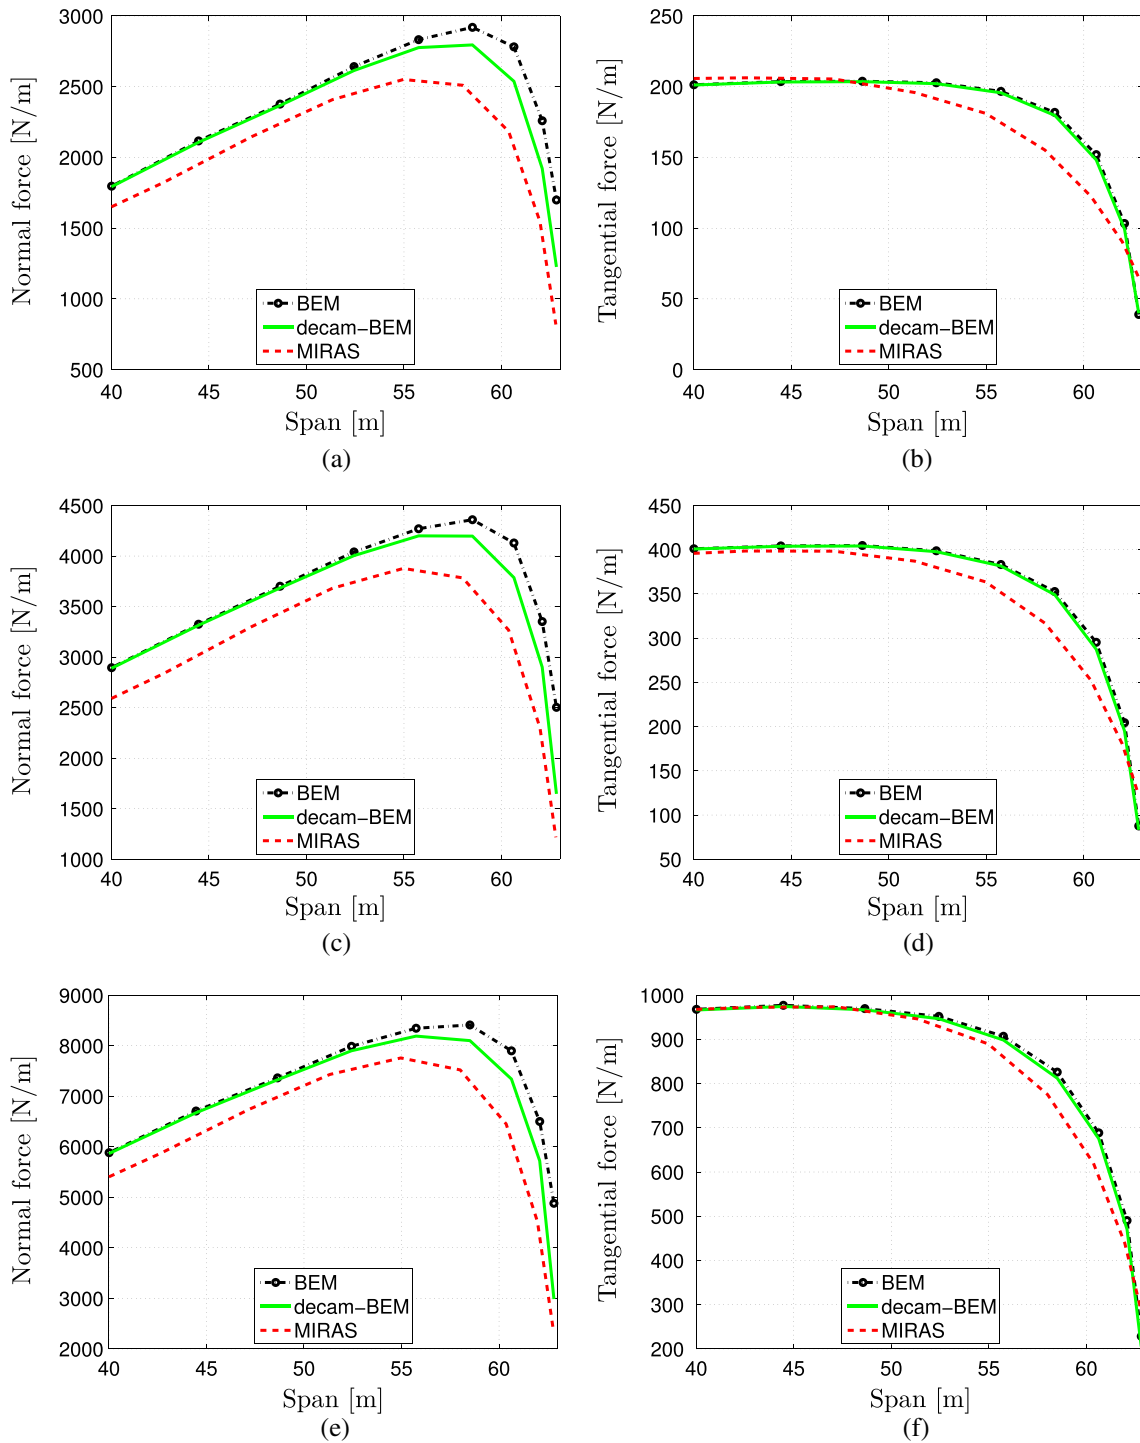 3000
2500
2000
1500
1000
500
Normal force [N/m]
BEM
decam-BEM
MIRAS
40 45 50 55 60
Span [m]
(a)
250
200
150
100
50
0
Tangential force [N/m]
BEM
decam-BEM
MIRAS
40 45 50 55 60
Span [m]
(b)
4500
4000
3500
3000
2500
2000
1500
1000
Normal force [N/m]
BEM
decam-BEM
MIRAS
40 45 50 55 60
Span [m]
(c)
450
400
350
300
250
200
150
100
50
Tangential force [N/m]
BEM
decam-BEM
MIRAS
40 45 50 55 60
Span [m]
(d)
9000
8000
7000
6000
5000
4000
3000
2000
Normal force [N/m]
BEM
decam-BEM
MIRAS
40 45 50 55 60
Span [m]
(e)
1000
900
800
700
600
500
400
300
200
Tangential force [N/m]
BEM
decam-BEM
MIRAS
40 45 50 55 60
Span [m]
(f)